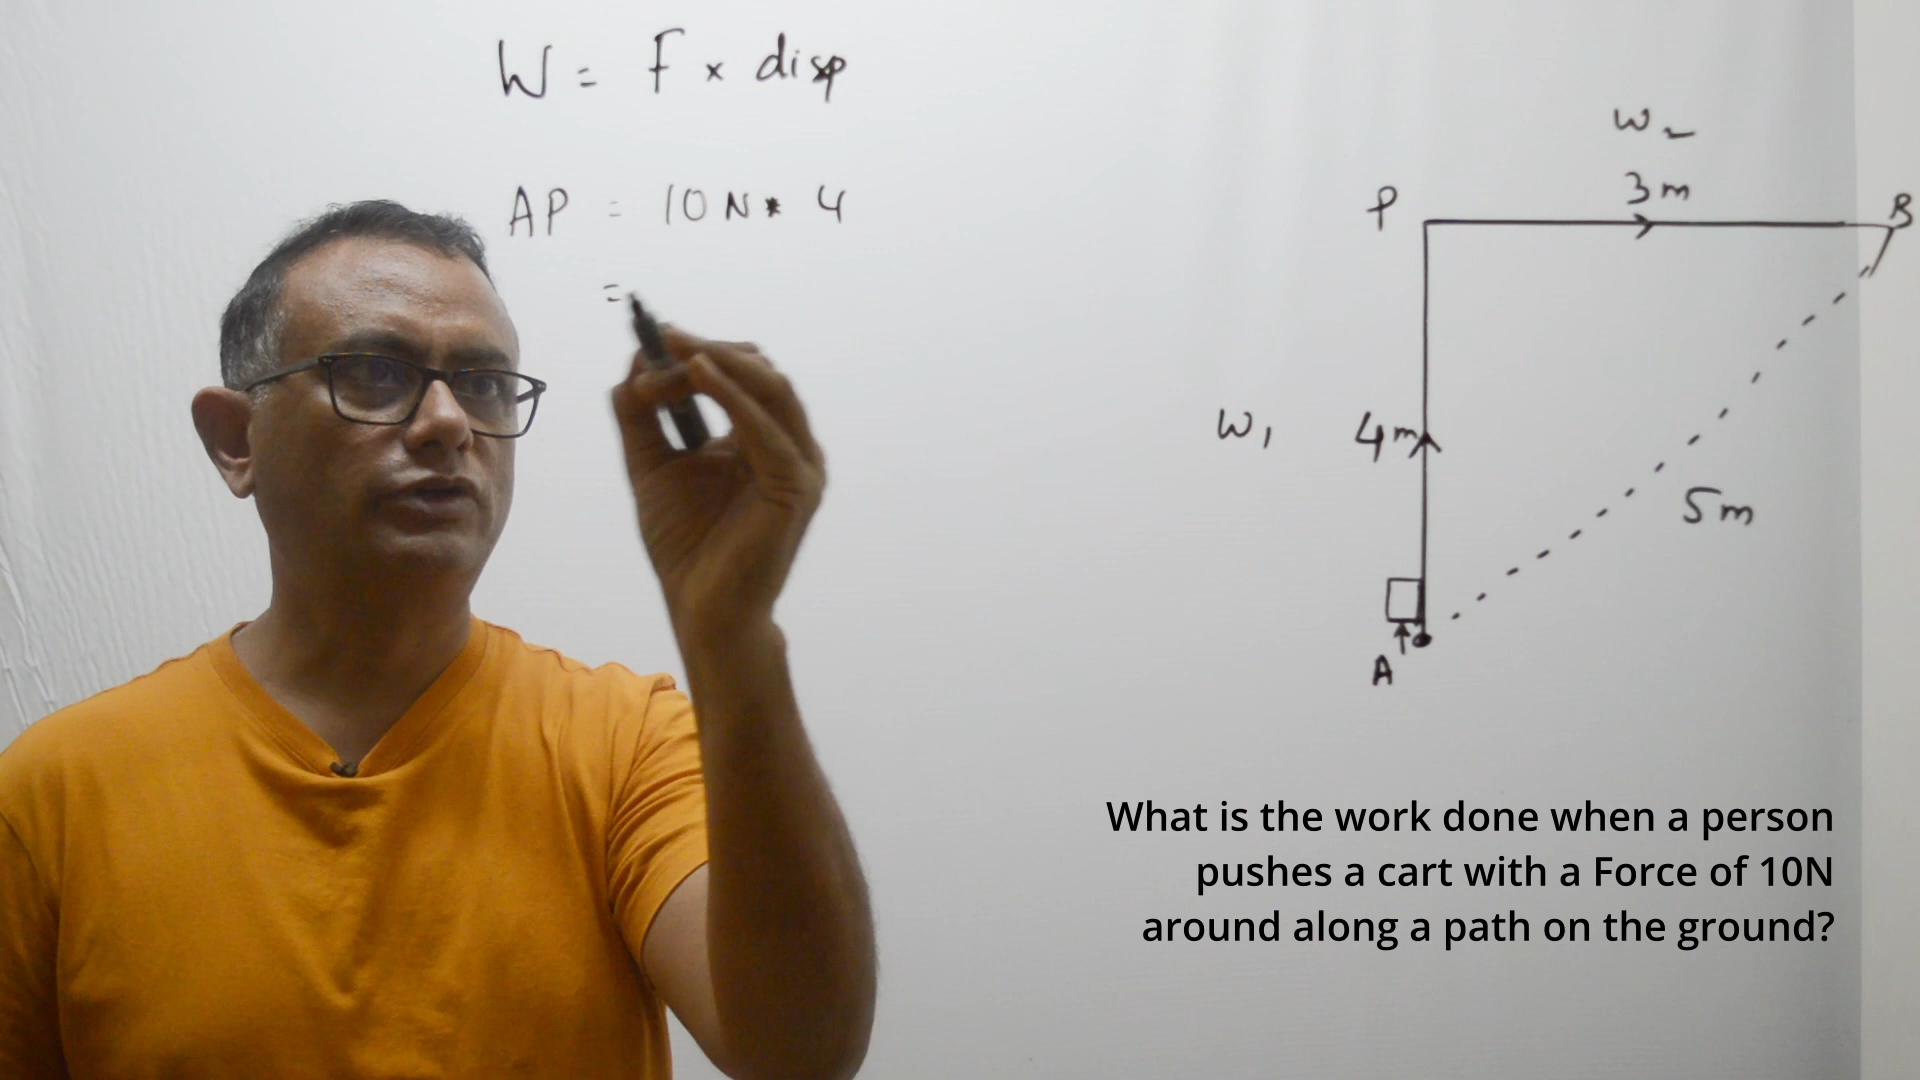 W = F × disp
AP = 10 N * 4
=
W2
3m
P
B
W1
4m
5m
A
What is the work done when a person
pushes a cart with a Force of 10N
around along a path on the ground?